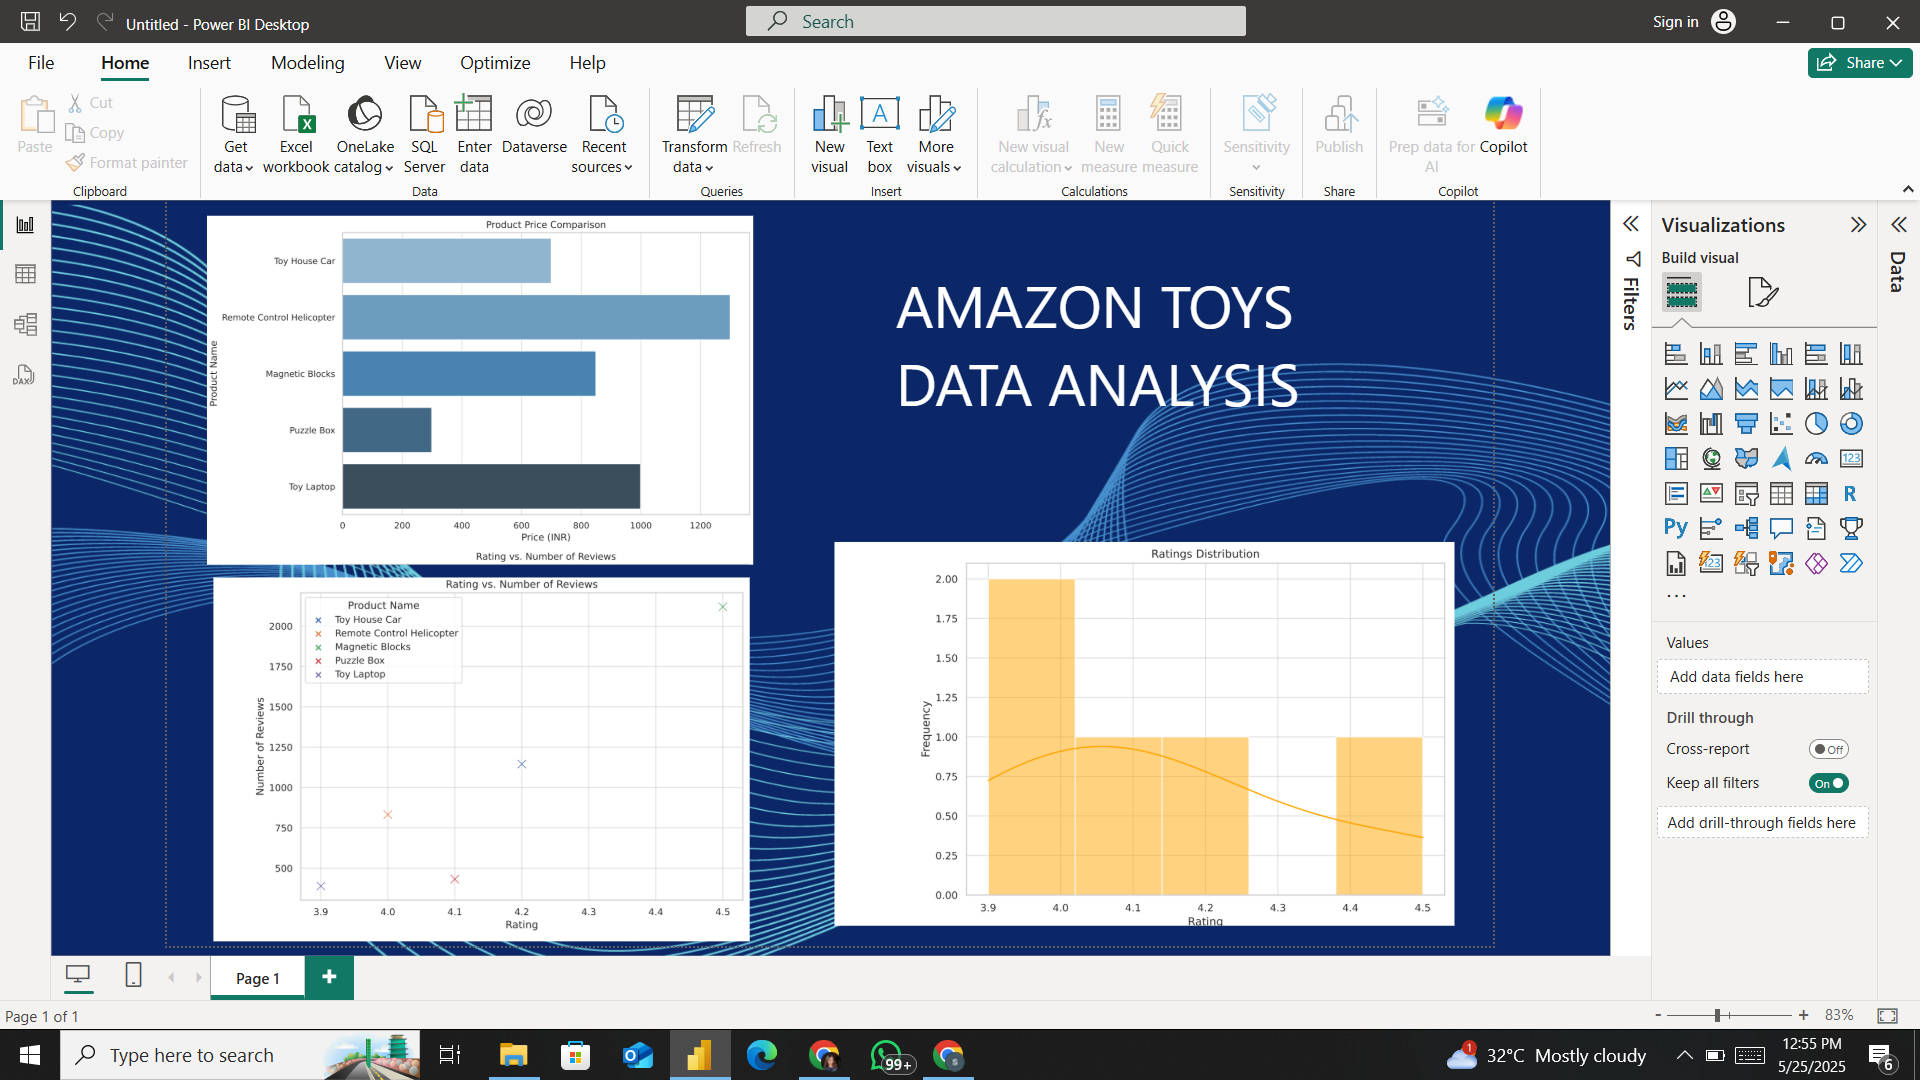 Untitled - Power BI Desktop
Search
Sign in
File Home Insert Modeling View Optimize Help
Share
Paste
Cut
Copy
Format painter
Clipboard
Get data
Excel workbook
OneLake catalog
SQL Server
Enter data
Dataverse
Recent sources
Data
Transform data
Refresh
Queries
New visual
Text box
More visuals
Insert
New visual calculation
New measure
Quick measure
Calculations
Sensitivity
Sensitivity
Publish
Share
Prep data for AI
Copilot
Copilot
Product Price Comparison
Product Name
Toy House Car
Remote Control Helicopter
Magnetic Blocks
Puzzle Box
Toy Laptop
0 200 400 600 800 1000 1200
Price (INR)
Rating vs. Number of Reviews
AMAZON TOYS
DATA ANALYSIS
Rating vs. Number of Reviews
Product Name
Toy House Car
Remote Control Helicopter
Magnetic Blocks
Puzzle Box
Toy Laptop
Number of Reviews
2000
1750
1500
1250
1000
750
500
3.9 4.0 4.1 4.2 4.3 4.4 4.5
Rating
Ratings Distribution
Frequency
2.00
1.75
1.50
1.25
1.00
0.75
0.50
0.25
0.00
3.9 4.0 4.1 4.2 4.3 4.4 4.5
Rating
Filters
Visualizations
Build visual
123
R
Py
123
Values
Add data fields here
Drill through
Cross-report
Off
Keep all filters
On
Add drill-through fields here
Data
DAX
Page 1
+
Page 1 of 1
- + 83%
Type here to search
99+
1
32°C Mostly cloudy
12:55 PM
5/25/2025
6